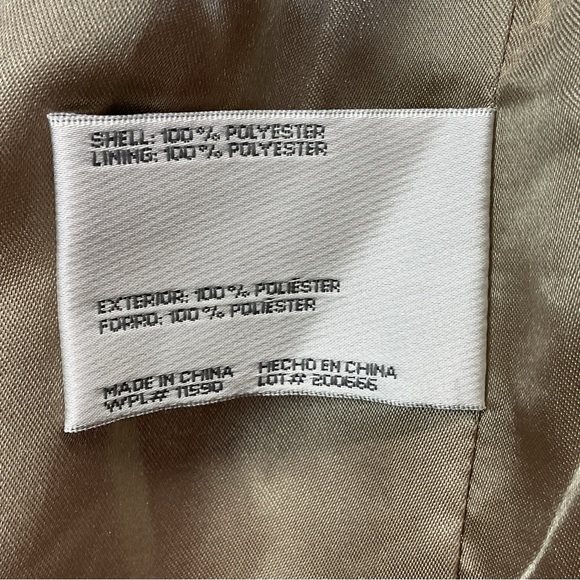 SHELL: 100% POLYESTER
LINING: 100% POLYESTER
EXTERIOR: 100% POLIÉSTER
FORRO: 100% POLIÉSTER
MADE IN CHINA HECHO EN CHINA
WPL# 11590 LOT# 200666